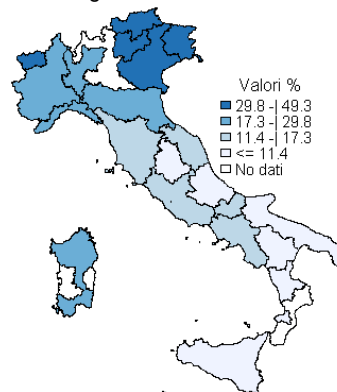 Valori %
29.8 -| 49.3
17.3 -| 29.8
11.4 -| 17.3
<= 11.4
No dati